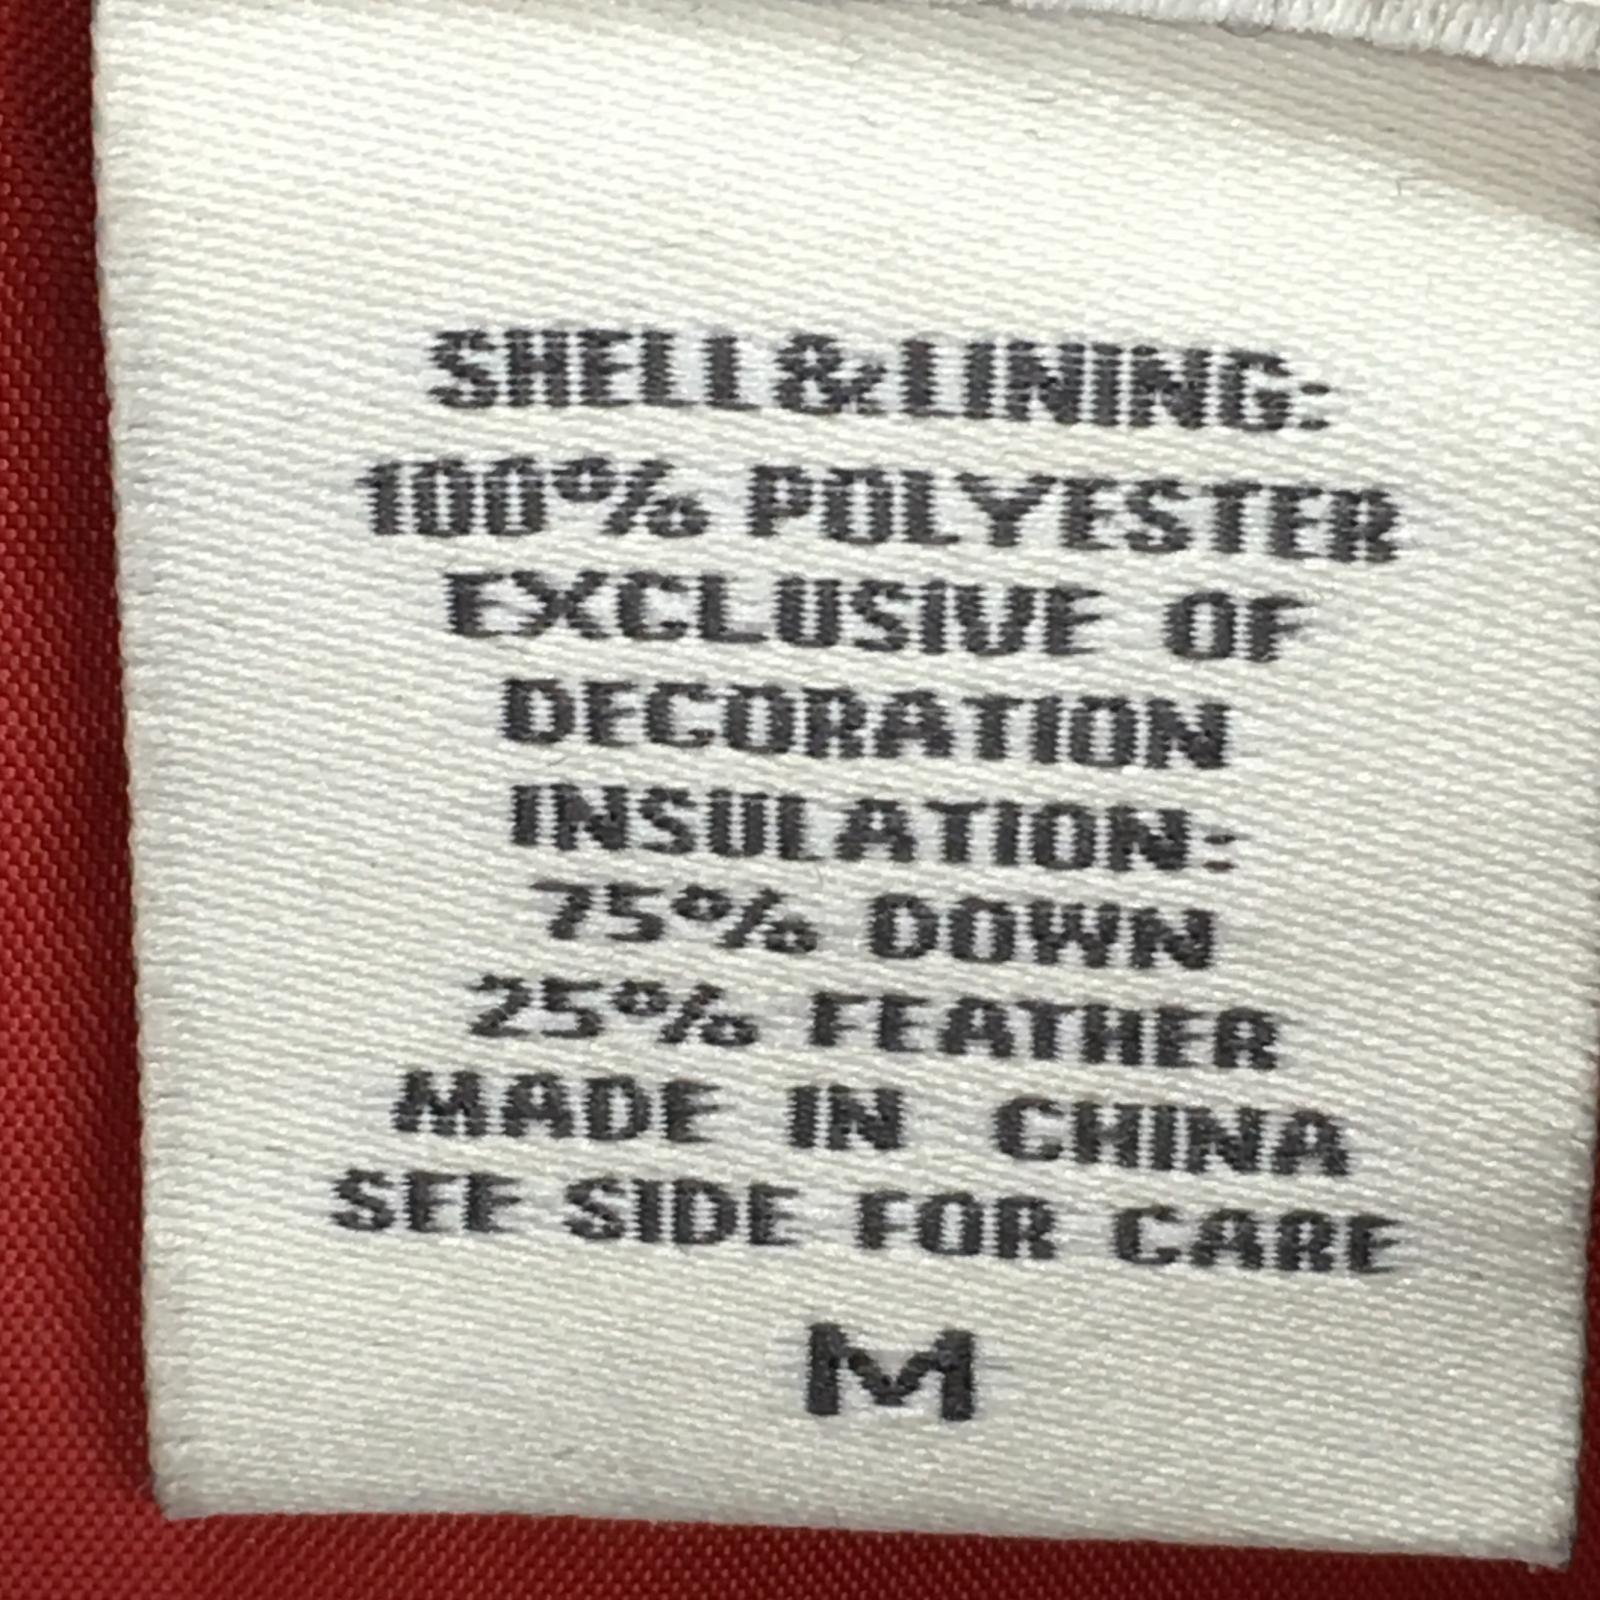 SHELL&LINING:
100% POLYESTER
EXCLUSIVE OF
DECORATION
INSULATION:
75% DOWN
25% FEATHER
MADE IN CHINA
SEE SIDE FOR CARE
M